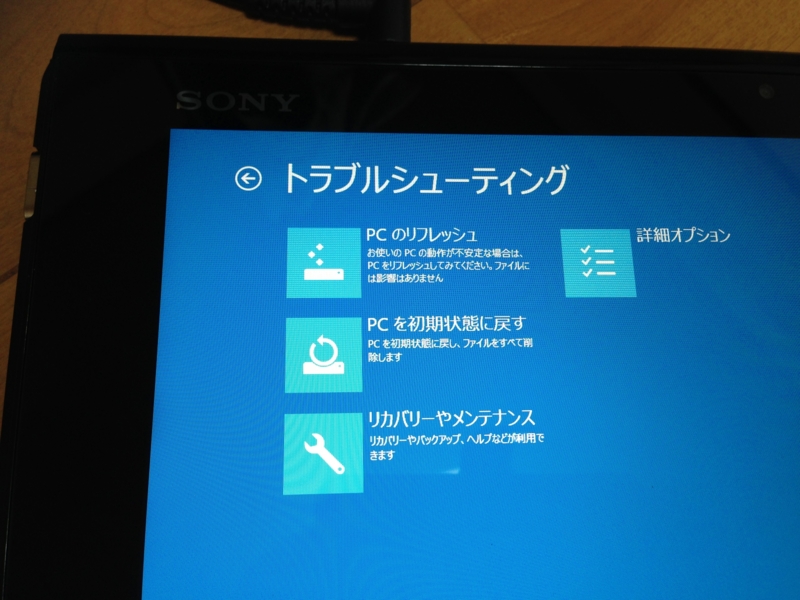 SONY
トラブルシューティング
PC のリフレッシュ
お使いの PC の動作が不安定な場合は、
PC をリフレッシュしてみてください。ファイルに
は影響はありません
詳細オプション
PC を初期状態に戻す
PC を初期状態に戻し、ファイルをすべて削
除します
リカバリーやメンテナンス
リカバリーやバックアップ、ヘルプなどが利用で
きます